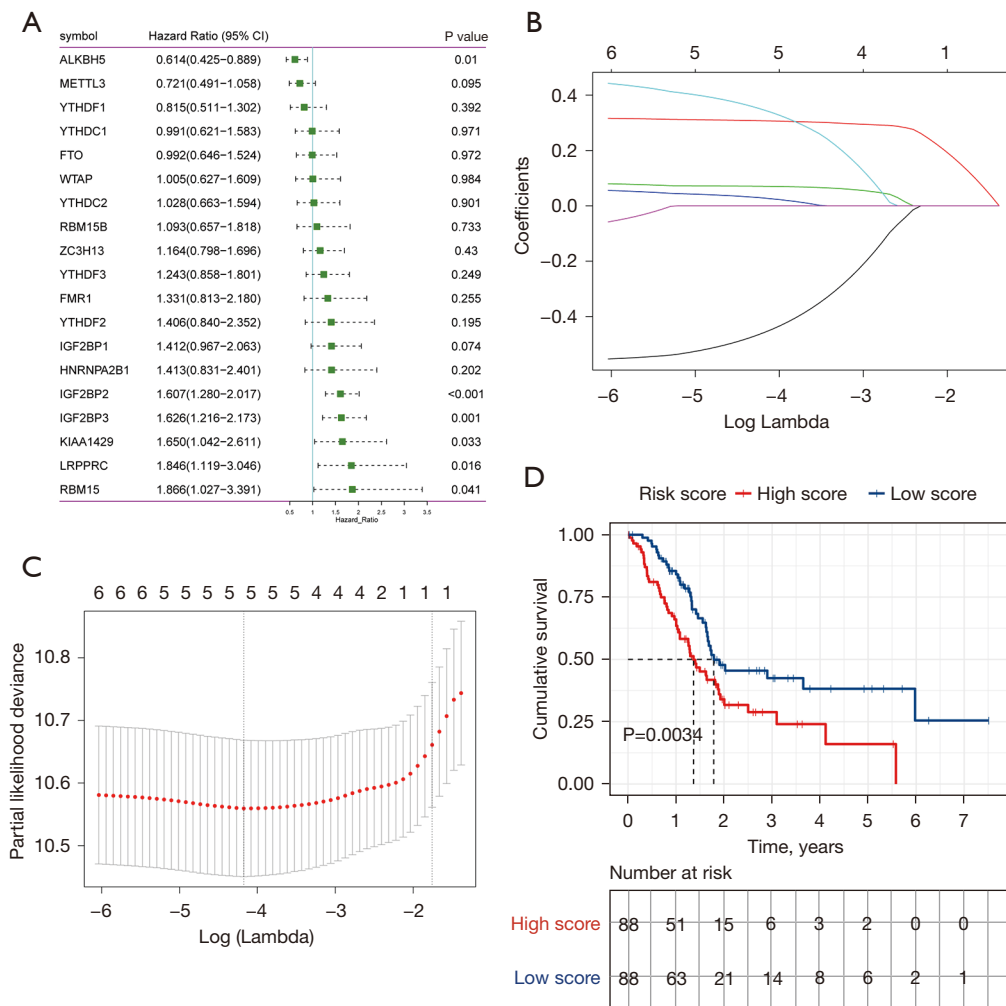 A
symbol Hazard Ratio (95% CI) P value
ALKBH5 0.614(0.425−0.889) 0.01
METTL3 0.721(0.491−1.058) 0.095
YTHDF1 0.815(0.511−1.302) 0.392
YTHDC1 0.991(0.621−1.583) 0.971
FTO 0.992(0.646−1.524) 0.972
WTAP 1.005(0.627−1.609) 0.984
YTHDC2 1.028(0.663−1.594) 0.901
RBM15B 1.093(0.657−1.818) 0.733
ZC3H13 1.164(0.798−1.696) 0.43
YTHDF3 1.243(0.858−1.801) 0.249
FMR1 1.331(0.813−2.180) 0.255
YTHDF2 1.406(0.840−2.352) 0.195
IGF2BP1 1.412(0.967−2.063) 0.074
HNRNPA2B1 1.413(0.831−2.401) 0.202
IGF2BP2 1.607(1.280−2.017) <0.001
IGF2BP3 1.626(1.216−2.173) 0.001
KIAA1429 1.650(1.042−2.611) 0.033
LRPPRC 1.846(1.119−3.046) 0.016
RBM15 1.866(1.027−3.391) 0.041
0.5 1 1.5 2 2.5 3 3.5
Hazard_Ratio
B
6 5 5 4 1
0.4
0.2
0.0
−0.2
−0.4
Coefficients
−6 −5 −4 −3 −2
Log Lambda
C
6 6 6 5 5 5 5 5 5 4 4 4 2 1 1 1
10.8
10.7
10.6
10.5
Partial likelihood deviance
−6 −5 −4 −3 −2
Log (Lambda)
D
Risk score High score Low score
1.00
0.75
0.50
0.25
0.00
Cumulative survival
P=0.0034
0 1 2 3 4 5 6 7
Time, years
Number at risk
High score 88 51 15 6 3 2 0 0
Low score 88 63 21 14 8 6 2 1